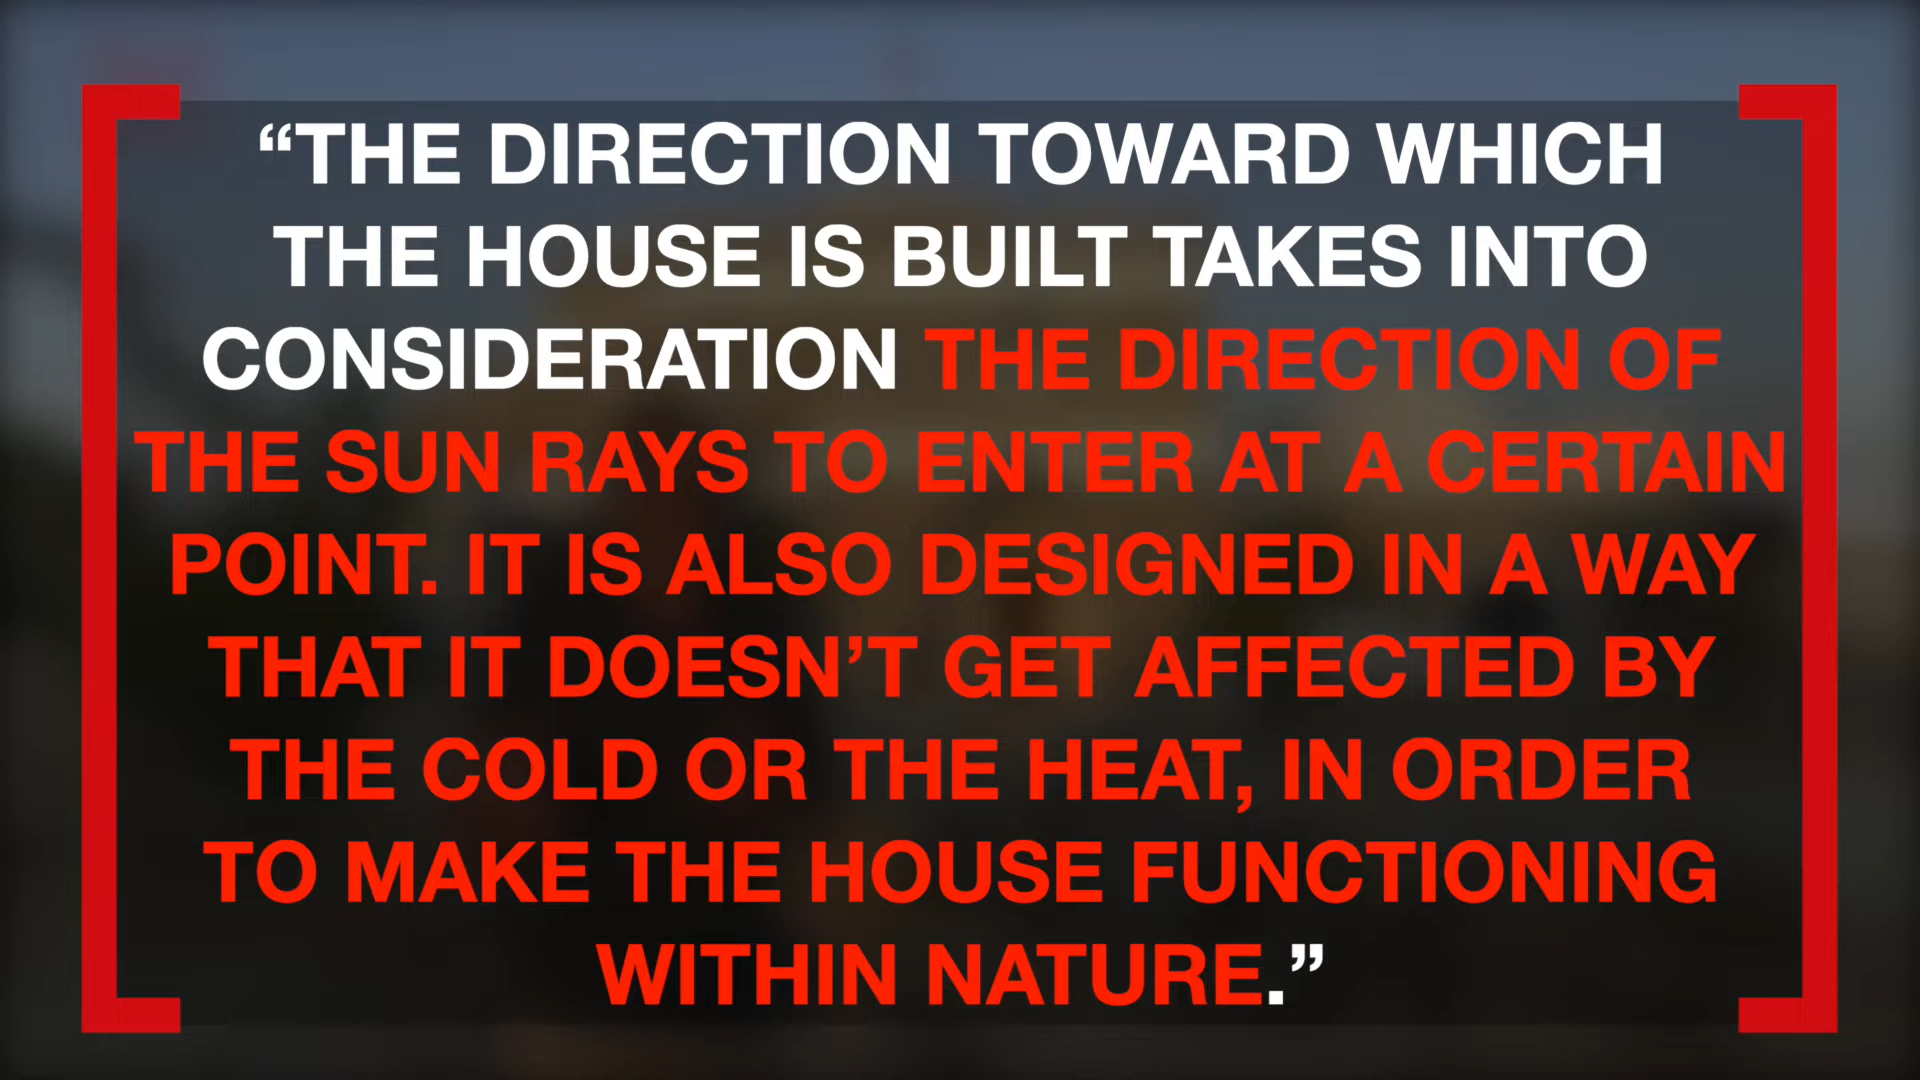 “THE DIRECTION TOWARD WHICH
THE HOUSE IS BUILT TAKES INTO
CONSIDERATION THE DIRECTION OF
THE SUN RAYS TO ENTER AT A CERTAIN
POINT. IT IS ALSO DESIGNED IN A WAY
THAT IT DOESN’T GET AFFECTED BY
THE COLD OR THE HEAT, IN ORDER
TO MAKE THE HOUSE FUNCTIONING
WITHIN NATURE.”